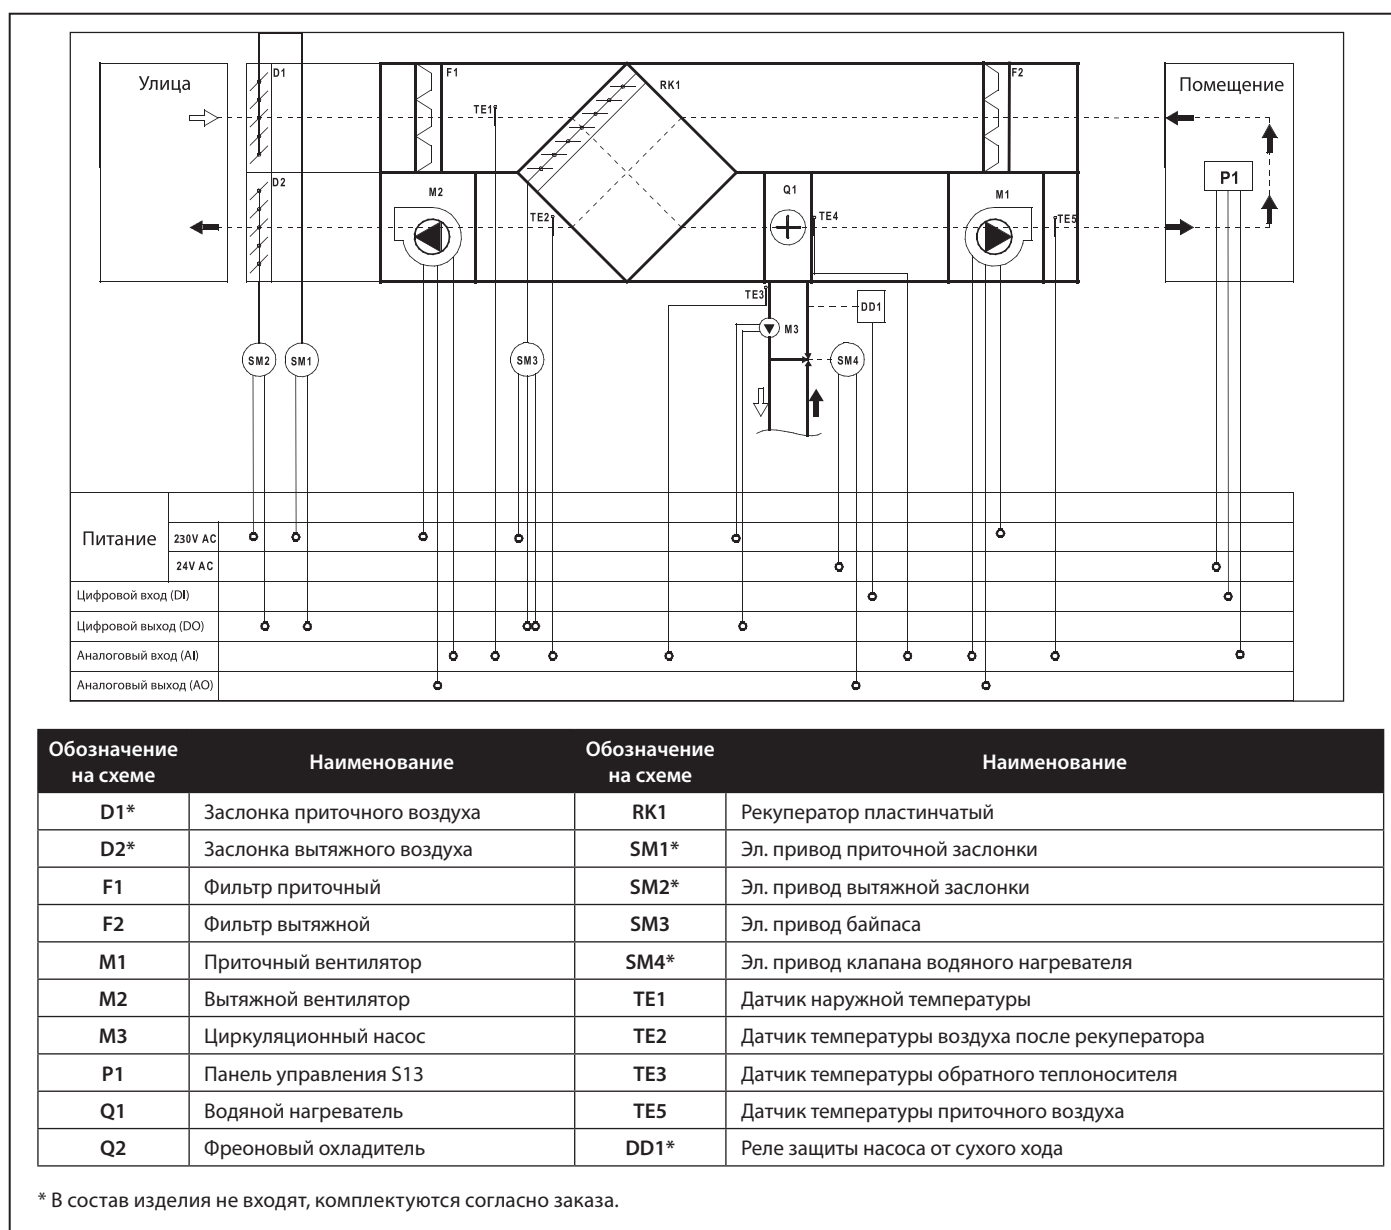 Улица
D1
F1
TE1
RK1
F2
Помещение
D2
M2
TE2
Q1
TE4
M1
TE5
P1
TE3
DD1
M3
SM2
SM1
SM3
SM4
Питание
230V AC
24V AC
Цифровой вход (DI)
Цифровой выход (DO)
Аналоговый вход (AI)
Аналоговый выход (AO)
Обозначение на схеме Наименование Обозначение на схеме Наименование
D1* Заслонка приточного воздуха RK1 Рекуператор пластинчатый
D2* Заслонка вытяжного воздуха SM1* Эл. привод приточной заслонки
F1 Фильтр приточный SM2* Эл. привод вытяжной заслонки
F2 Фильтр вытяжной SM3 Эл. привод байпаса
M1 Приточный вентилятор SM4* Эл. привод клапана водяного нагревателя
M2 Вытяжной вентилятор TE1 Датчик наружной температуры
M3 Циркуляционный насос TE2 Датчик температуры воздуха после рекуператора
P1 Панель управления S13 TE3 Датчик температуры обратного теплоносителя
Q1 Водяной нагреватель TE5 Датчик температуры приточного воздуха
Q2 Фреоновый охладитель DD1* Реле защиты насоса от сухого хода
* В состав изделия не входят, комплектуются согласно заказа.